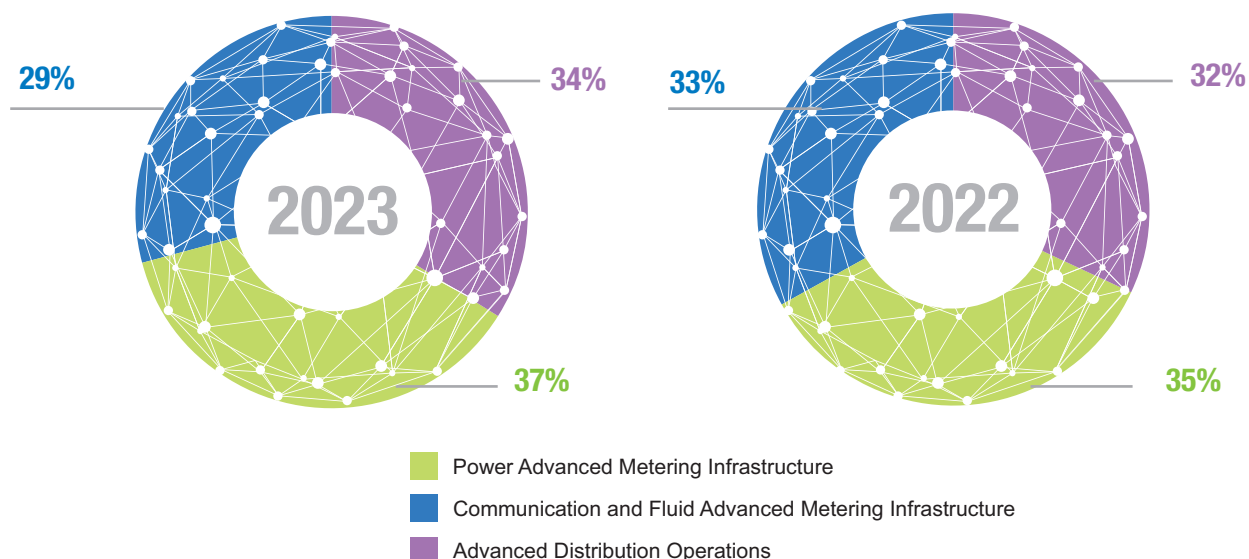 29%
34%
2023
37%
33%
32%
2022
35%
Power Advanced Metering Infrastructure
Communication and Fluid Advanced Metering Infrastructure
Advanced Distribution Operations